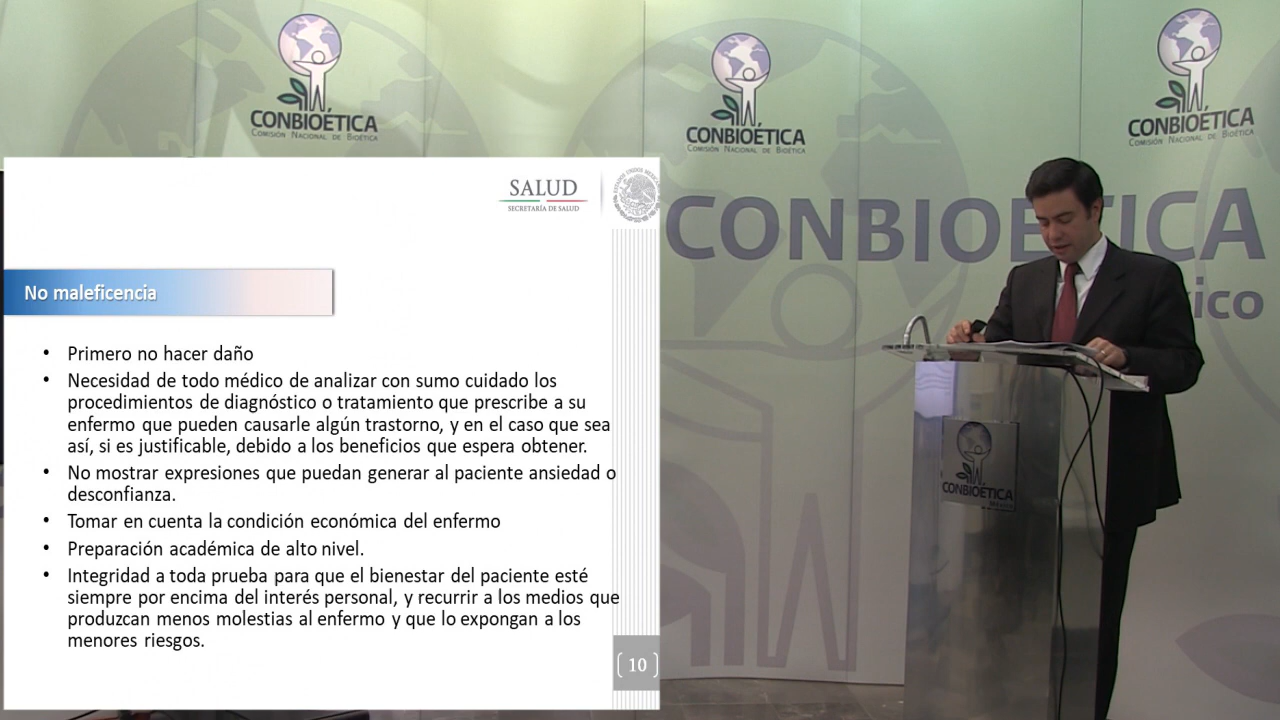 CONBIOÉTICA
COMISIÓN NACIONAL DE BIOÉTICA
CONBIOÉTICA
COMISIÓN NACIONAL DE BIOÉTICA
CONBIOÉTICA
COMISIÓN NACIONAL DE BIOÉTICA
SALUD
SECRETARÍA DE SALUD
ESTADOS UNIDOS MEXICANOS
CONBIOÉTICA
ico
No maleficencia
• Primero no hacer daño
• Necesidad de todo médico de analizar con sumo cuidado los
procedimientos de diagnóstico o tratamiento que prescribe a su
enfermo que pueden causarle algún trastorno, y en el caso que sea
así, si es justificable, debido a los beneficios que espera obtener.
• No mostrar expresiones que puedan generar al paciente ansiedad o
desconfianza.
• Tomar en cuenta la condición económica del enfermo
• Preparación académica de alto nivel.
• Integridad a toda prueba para que el bienestar del paciente esté
siempre por encima del interés personal, y recurrir a los medios que
produzcan menos molestias al enfermo y que lo expongan a los
menores riesgos.
10
CONBIOÉTICA